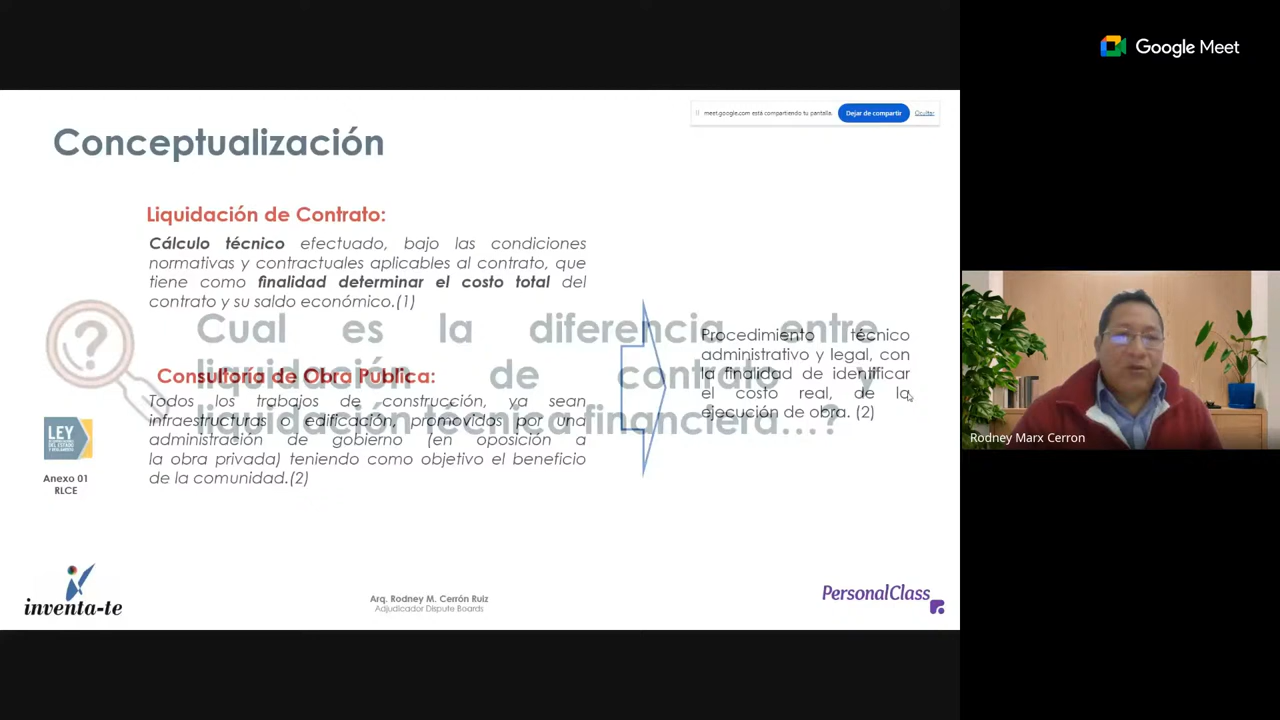 Google Meet
meet.google.com está compartiendo tu pantalla.
Dejar de compartir
Ocultar
Conceptualización
Liquidación de Contrato:
Cálculo técnico efectuado, bajo las condiciones
normativas y contractuales aplicables al contrato, que
tiene como finalidad determinar el costo total del
contrato y su saldo económico.(1)
Cual es la diferencia entre
liquidación de contrato y
liquidación técnica financiera...?
Consultoría de Obra Pública:
Todos los trabajos de construcción, ya sean
infraestructuras o edificación, promovidos por una
administración de gobierno (en oposición a
la obra privada) teniendo como objetivo el beneficio
de la comunidad.(2)
Procedimiento técnico
administrativo y legal, con
la finalidad de identificar
el costo real, de la
ejecución de obra. (2)
LEY
Anexo 01
RLCE
Rodney Marx Cerron
inventa-te
Arq. Rodney M. Cerrón Ruiz
Adjudicador Dispute Boards
PersonalClass